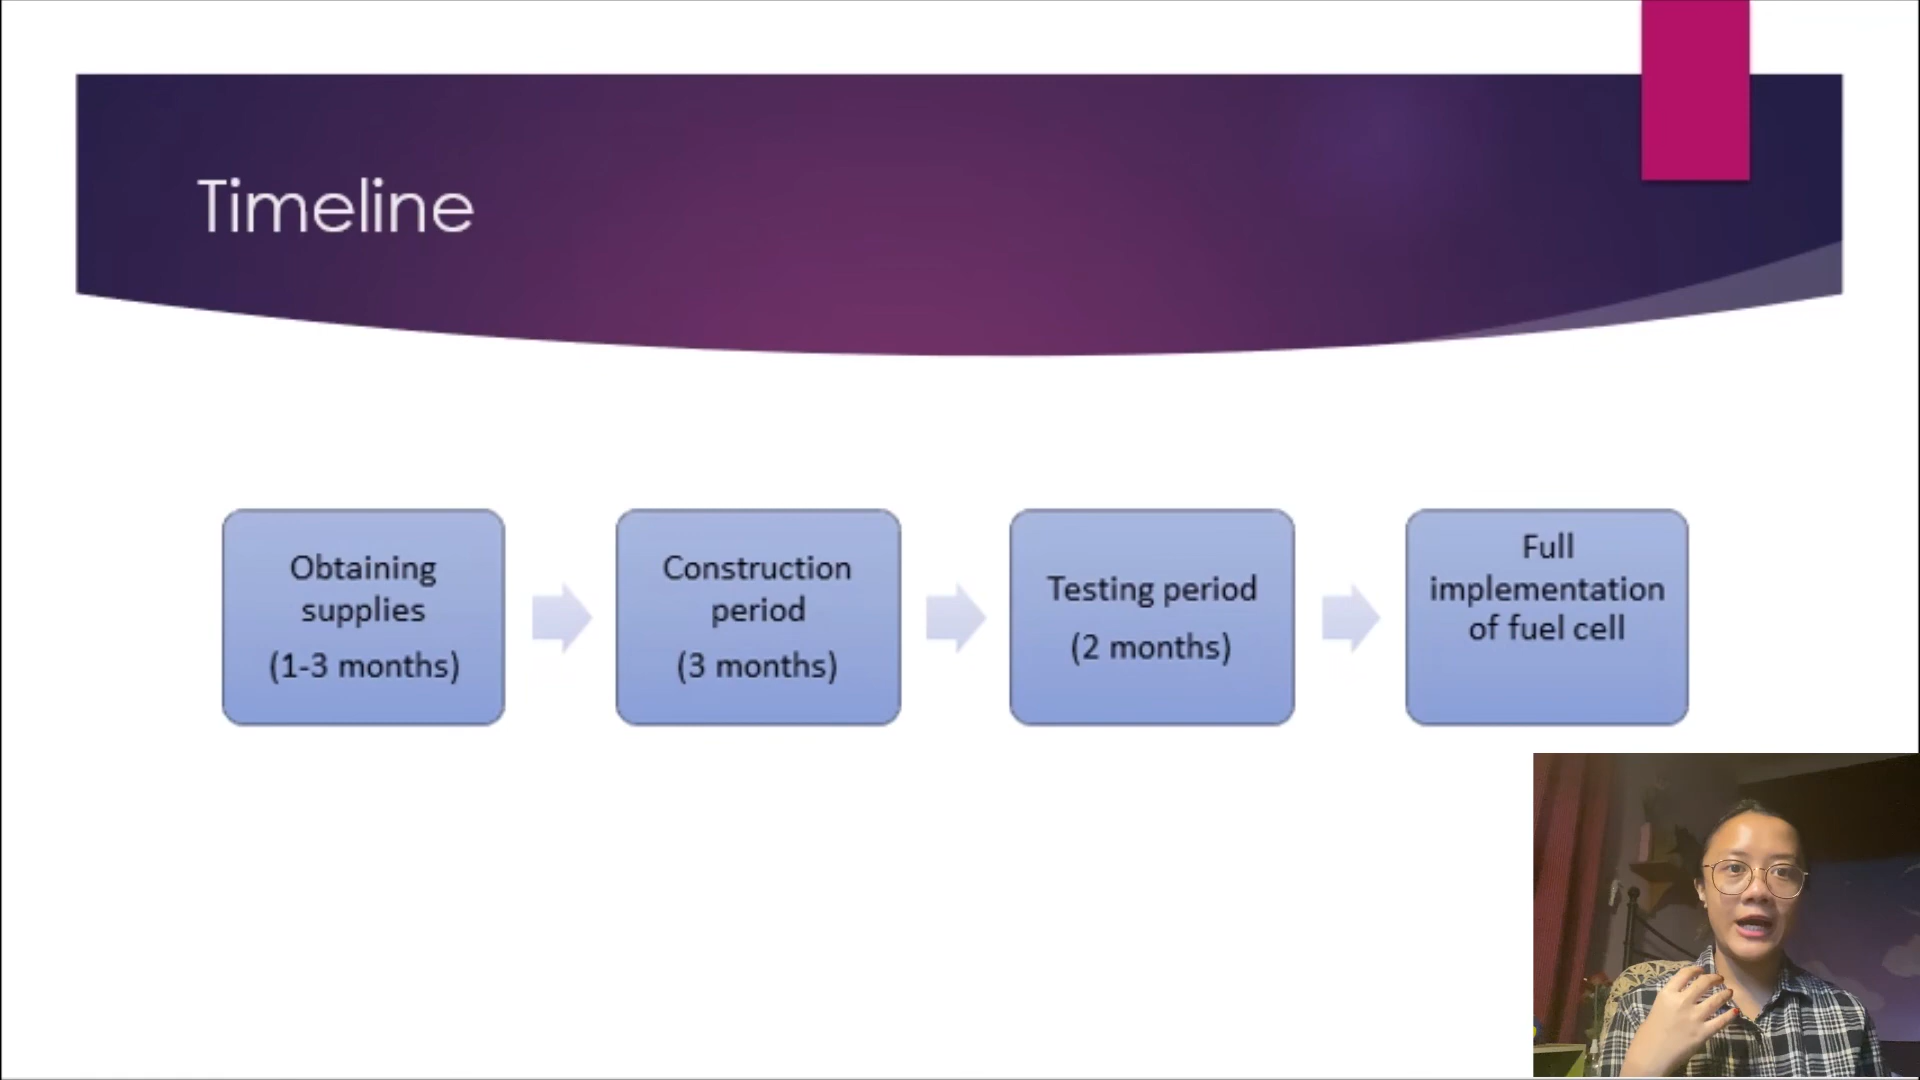 Timeline
Obtaining
supplies
(1-3 months)
Construction
period
(3 months)
Testing period
(2 months)
Full
implementation
of fuel cell